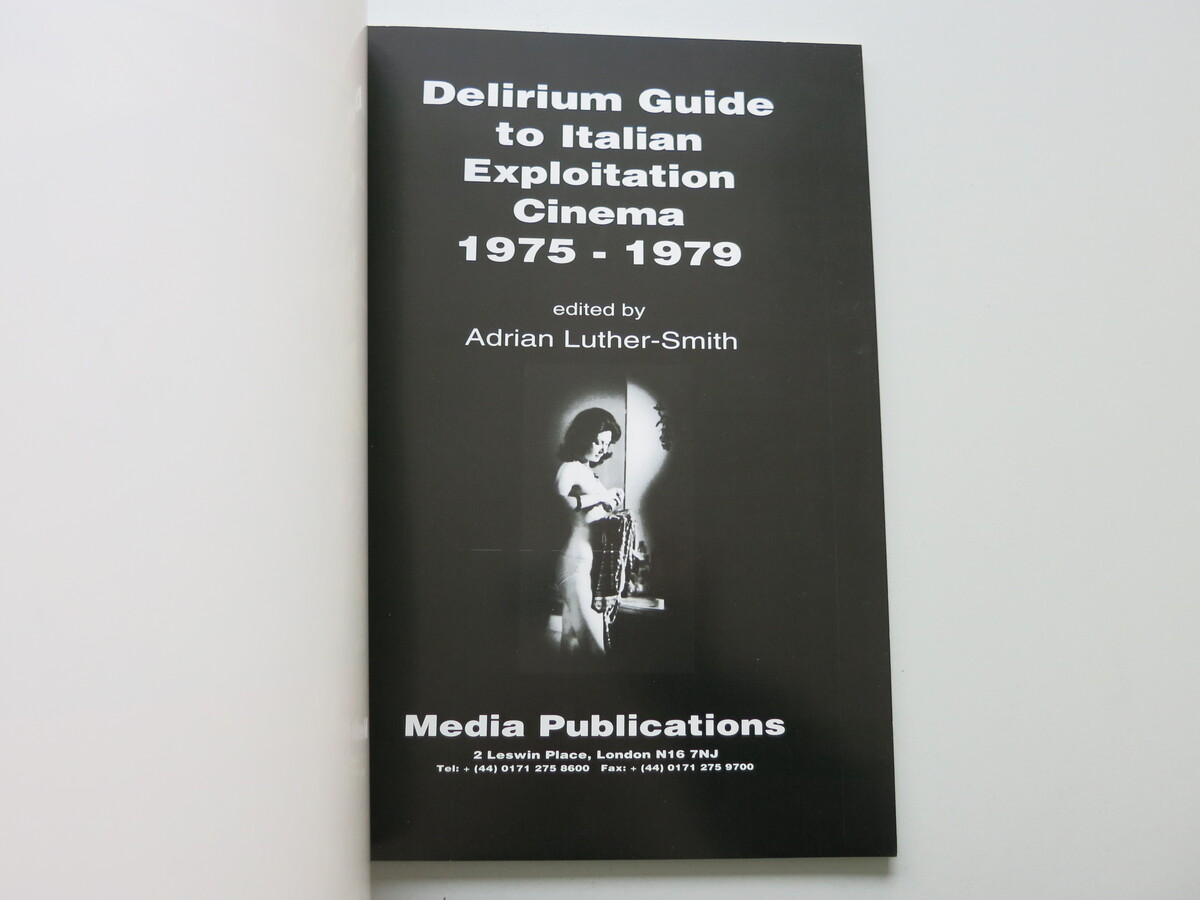 Delirium Guide
to Italian
Exploitation
Cinema
1975 - 1979
edited by
Adrian Luther-Smith
Media Publications
2 Leswin Place, London N16 7NJ
Tel: + (44) 0171 275 8600 Fax: + (44) 0171 275 9700